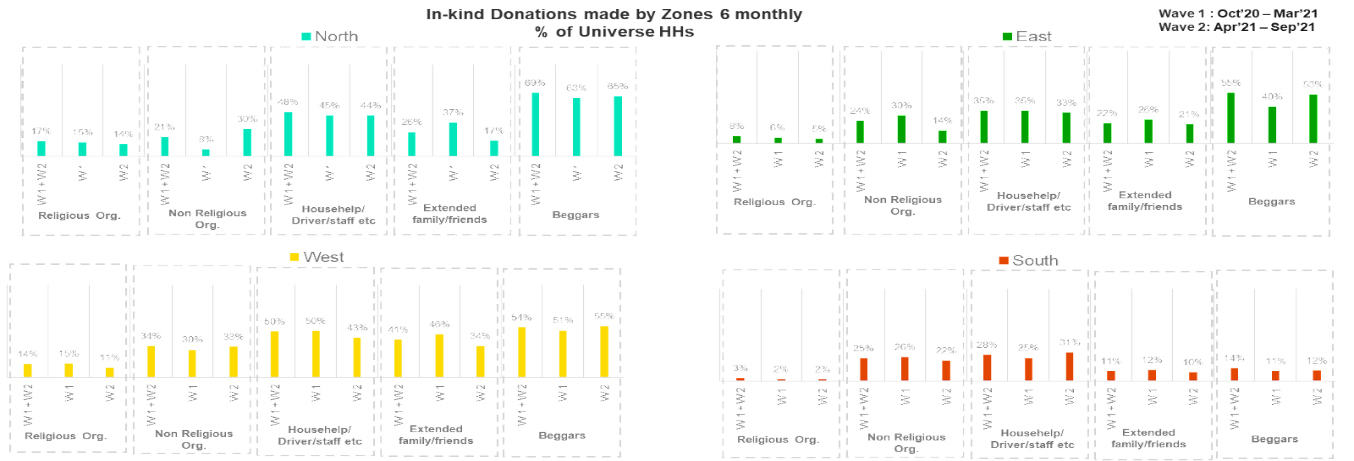 In-kind Donations made by Zones 6 monthly
% of Universe HHs
Wave 1 : Oct'20 – Mar'21
Wave 2: Apr'21 – Sep'21
North
17% 15% 14%
W1+W2 W1 W2
Religious Org.
21% 8% 30%
W1+W2 W1 W2
Non Religious
Org.
48% 45% 44%
W1+W2 W1 W2
Househelp/
Driver/staff etc
26% 37% 17%
W1+W2 W1 W2
Extended
family/friends
69% 63% 65%
W1+W2 W1 W2
Beggars
East
8% 6% 5%
W1+W2 W1 W2
Religious Org.
24% 30% 14%
W1+W2 W1 W2
Non Religious
Org.
35% 35% 33%
W1+W2 W1 W2
Househelp/
Driver/staff etc
22% 26% 21%
W1+W2 W1 W2
Extended
family/friends
55% 40% 53%
W1+W2 W1 W2
Beggars
West
14% 15% 11%
W1+W2 W1 W2
Religious Org.
34% 30% 33%
W1+W2 W1 W2
Non Religious
Org.
50% 50% 43%
W1+W2 W1 W2
Househelp/
Driver/staff etc
41% 46% 34%
W1+W2 W1 W2
Extended
family/friends
54% 51% 55%
W1+W2 W1 W2
Beggars
South
3% 2% 2%
W1+W2 W1 W2
Religious Org.
25% 26% 22%
W1+W2 W1 W2
Non Religious
Org.
28% 25% 31%
W1+W2 W1 W2
Househelp/
Driver/staff etc
11% 12% 10%
W1+W2 W1 W2
Extended
family/friends
14% 11% 12%
W1+W2 W1 W2
Beggars